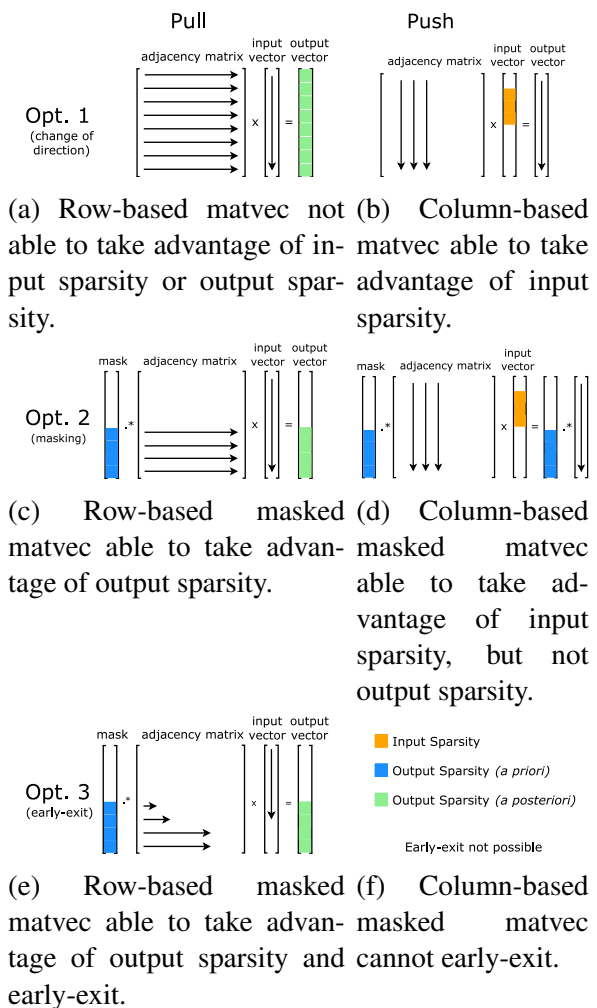 Pull Push
adjacency matrix input vector output vector
adjacency matrix input vector output vector
Opt. 1
(change of direction)
x =
x =
(a) Row-based matvec not
able to take advantage of in-
put sparsity or output spar-
sity.
(b) Column-based
matvec able to take
advantage of input
sparsity.
mask adjacency matrix input vector output vector
mask adjacency matrix input vector
Opt. 2
(masking)
.* x =
.* x = .*
(c) Row-based masked
matvec able to take advan-
tage of output sparsity.
(d) Column-based
masked matvec
able to take ad-
vantage of input
sparsity, but not
output sparsity.
mask adjacency matrix input vector output vector
Opt. 3
(early-exit)
.* x =
Input Sparsity
Output Sparsity (a priori)
Output Sparsity (a posteriori)
Early-exit not possible
(e) Row-based masked
matvec able to take advan-
tage of output sparsity and
early-exit.
(f) Column-based
masked matvec
cannot early-exit.